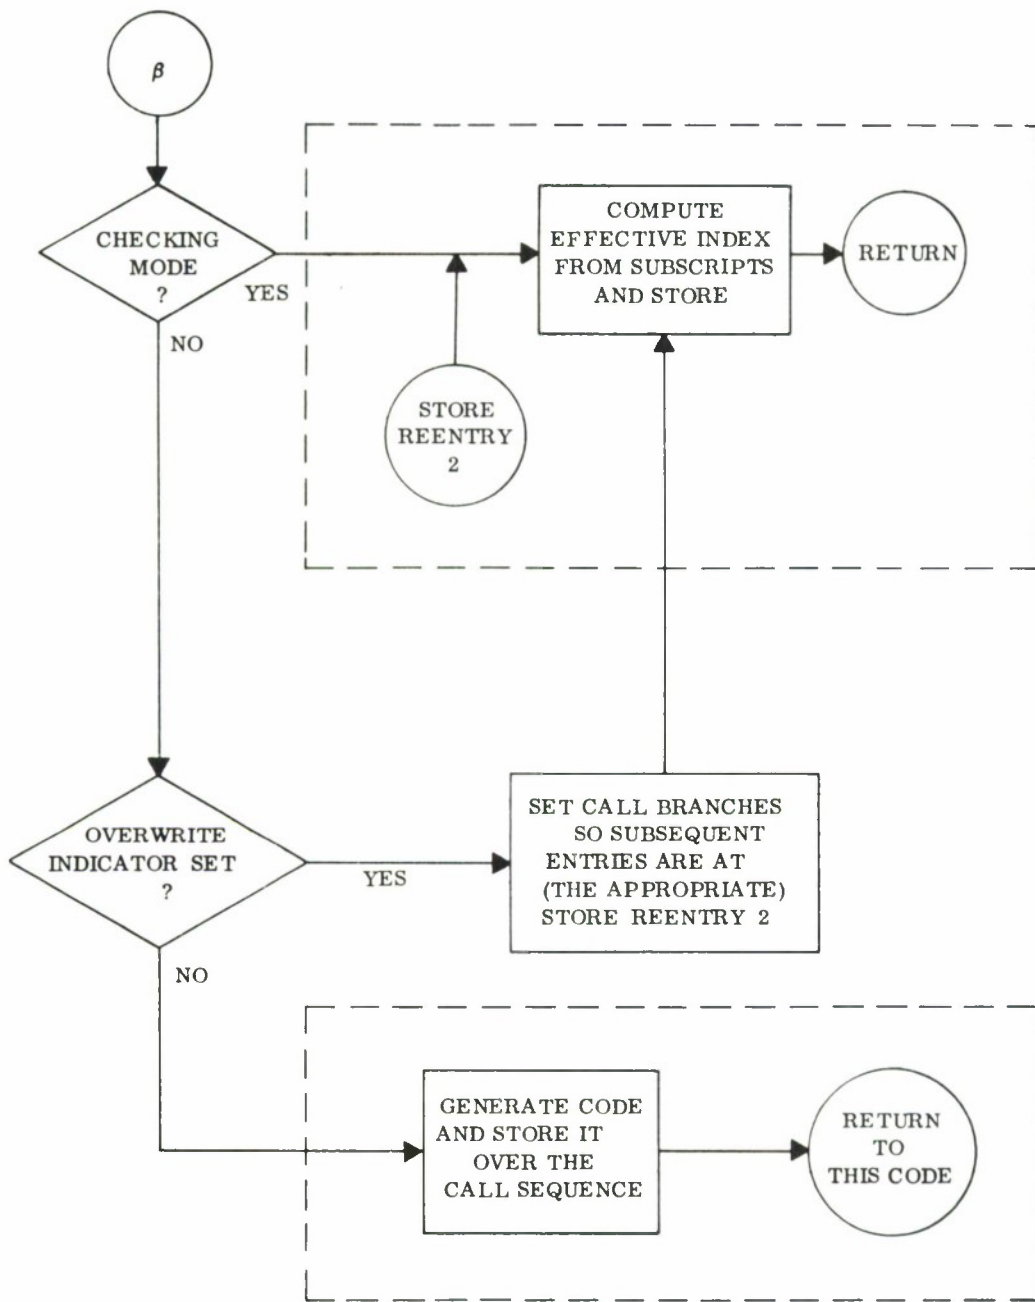 β
CHECKING
MODE
?
YES
NO
COMPUTE
EFFECTIVE INDEX
FROM SUBSCRIPTS
AND STORE
RETURN
STORE
REENTRY
2
OVERWRITE
INDICATOR SET
?
YES
NO
SET CALL BRANCHES
SO SUBSEQUENT
ENTRIES ARE AT
(THE APPROPRIATE)
STORE REENTRY 2
GENERATE CODE
AND STORE IT
OVER THE
CALL SEQUENCE
RETURN
TO
THIS CODE